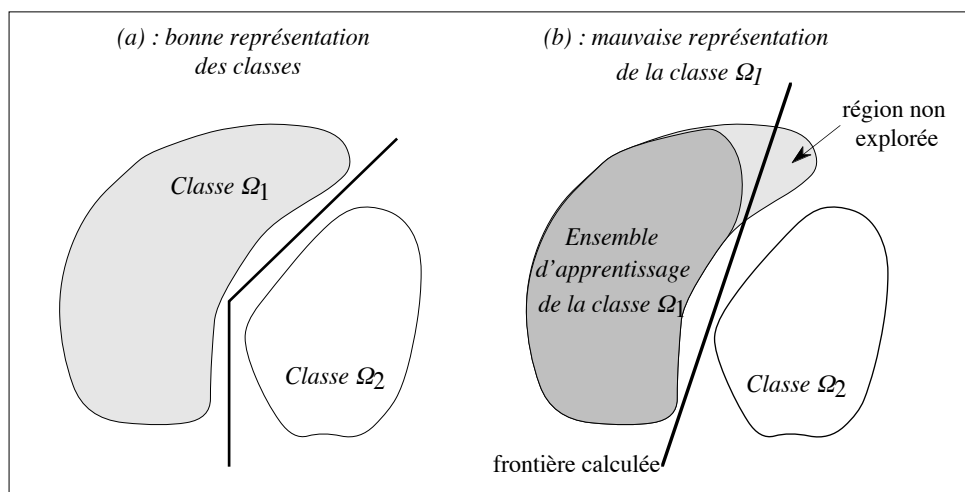 (a) : bonne représentation
des classes
Classe Ω1
Classe Ω2
(b) : mauvaise représentation
de la classe Ω1
région non
explorée
Ensemble
d'apprentissage
de la classe Ω1
Classe Ω2
frontière calculée